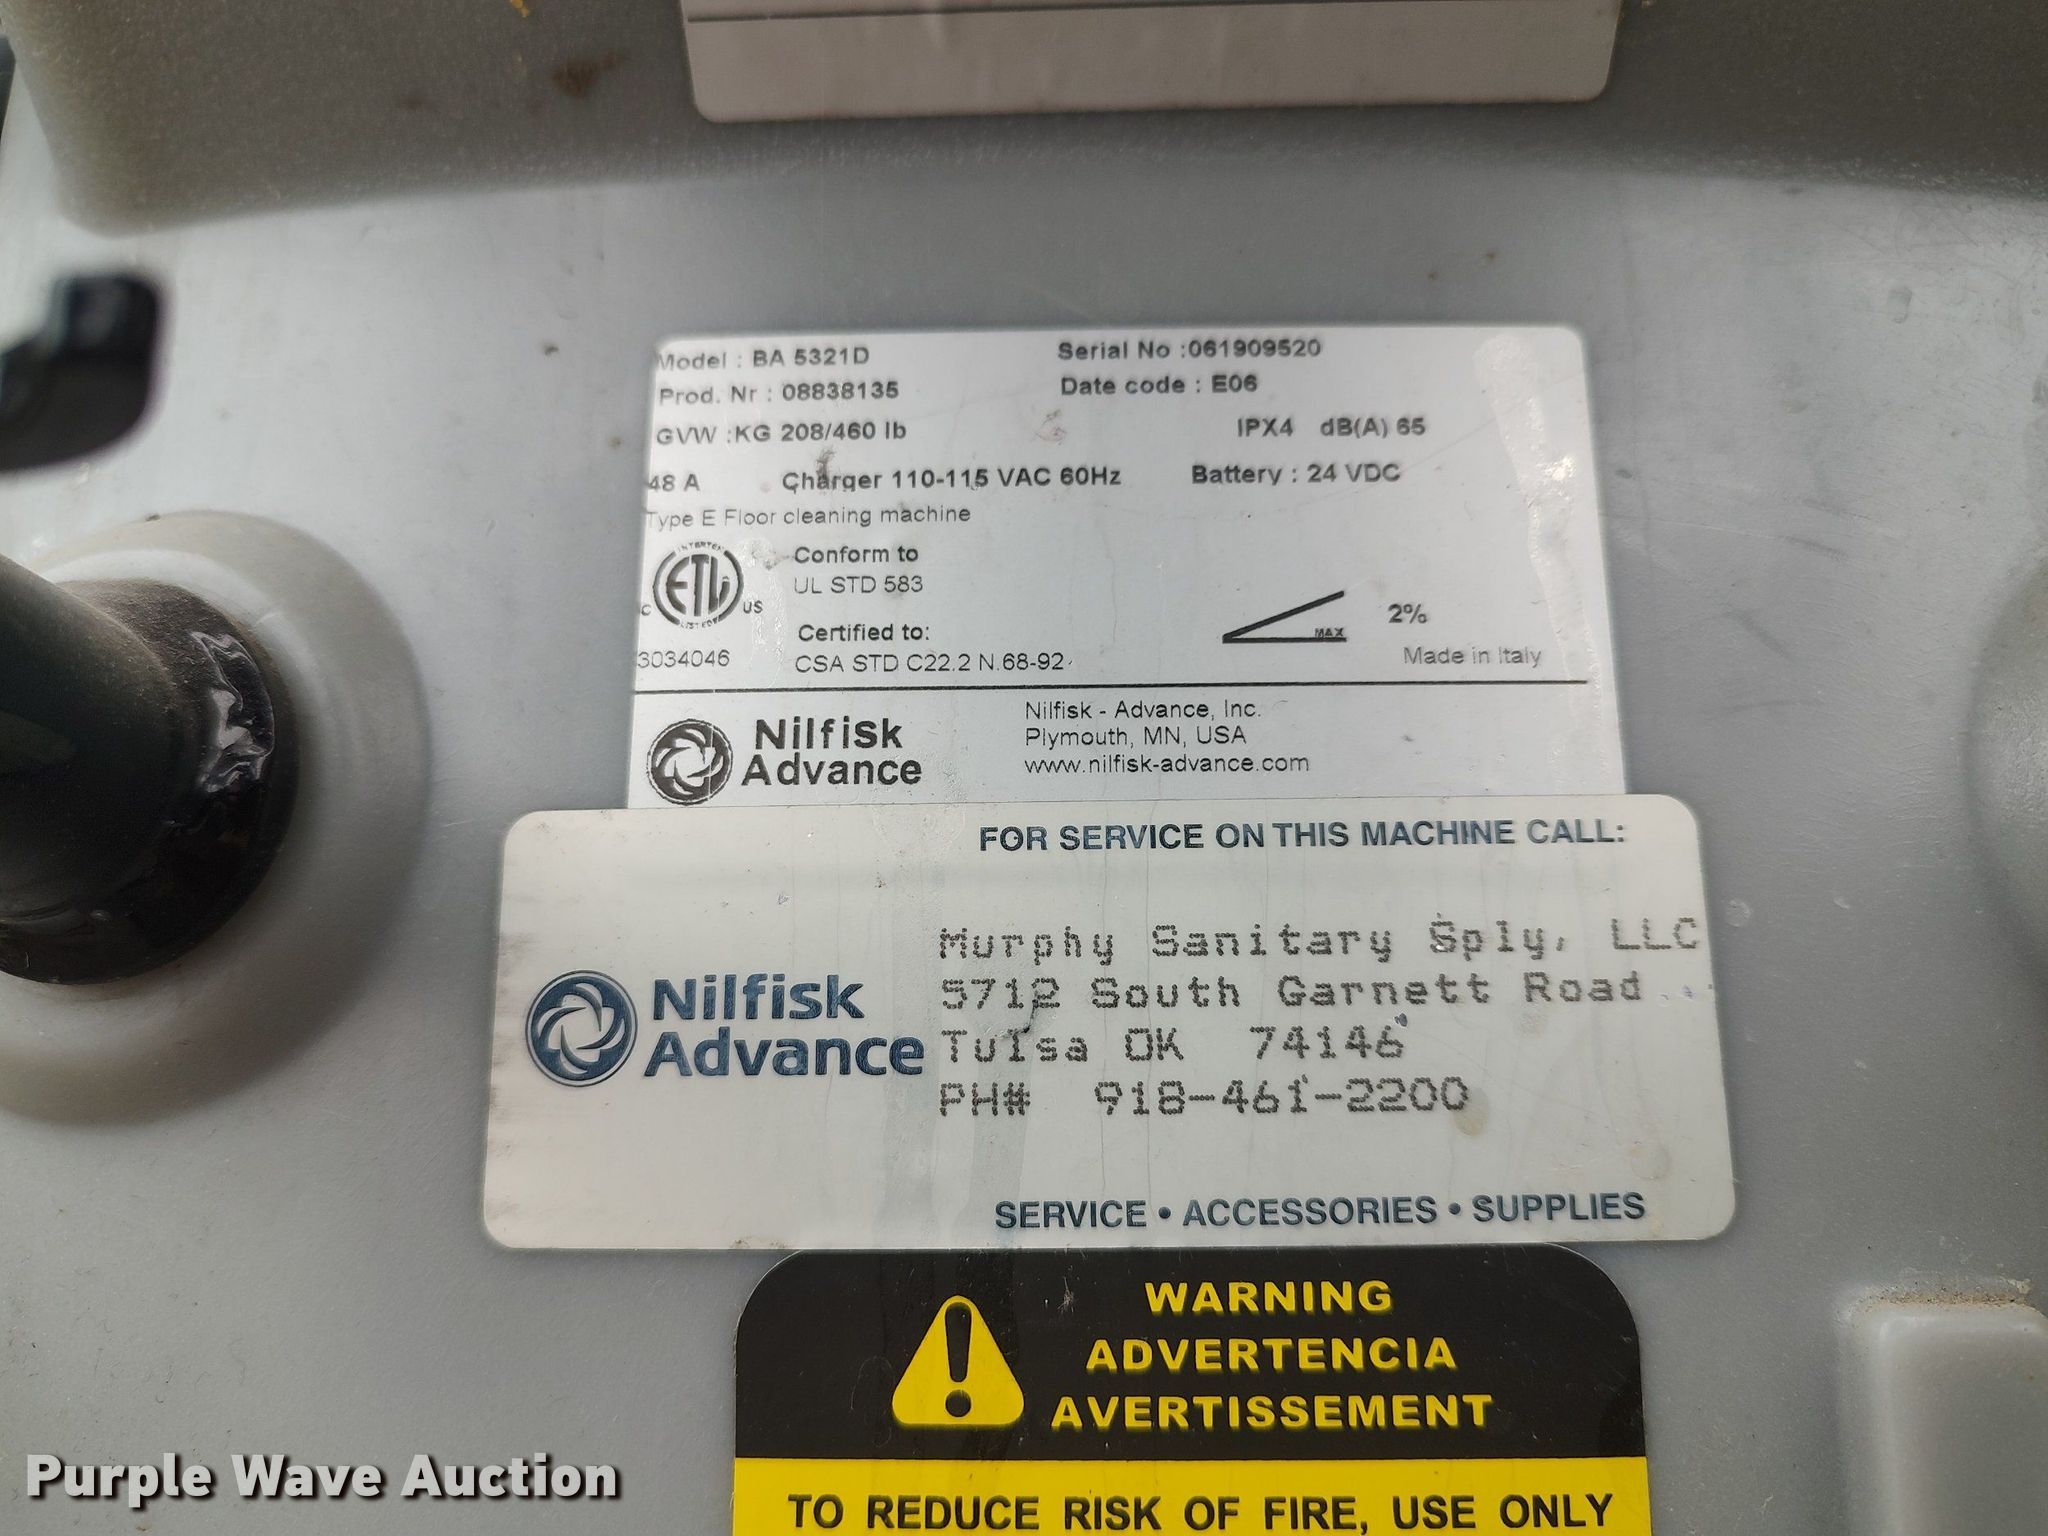 Model : BA 5321D Serial No :061909520
Prod. Nr : 08838135 Date code : E06
GVW :KG 208/460 lb IPX4 dB(A) 65
48 A Charger 110-115 VAC 60Hz Battery : 24 VDC
Type E Floor cleaning machine
INTERTEK
ETL
C US
LISTED
3034046
Conform to
UL STD 583
Certified to:
CSA STD C22.2 N.68-92
MAX
2%
Made in Italy
Nilfisk
Advance
Nilfisk - Advance, Inc.
Plymouth, MN, USA
www.nilfisk-advance.com
FOR SERVICE ON THIS MACHINE CALL:
Nilfisk
Advance
Murphy Sanitary Sply, LLC
5712 South Garnett Road
Tulsa OK 74146
PH# 918-461-2200
SERVICE • ACCESSORIES • SUPPLIES
WARNING
ADVERTENCIA
AVERTISSEMENT
TO REDUCE RISK OF FIRE, USE ONLY
Purple Wave Auction